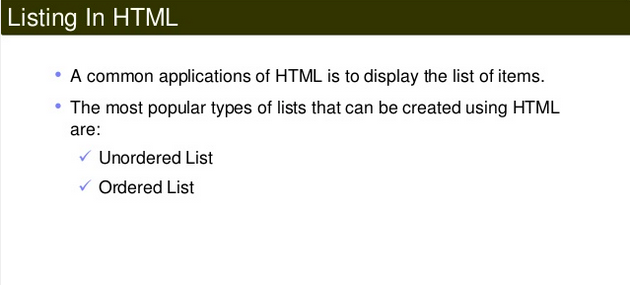 Listing In HTML
• A common applications of HTML is to display the list of items.
• The most popular types of lists that can be created using HTML
are:
✓ Unordered List
✓ Ordered List